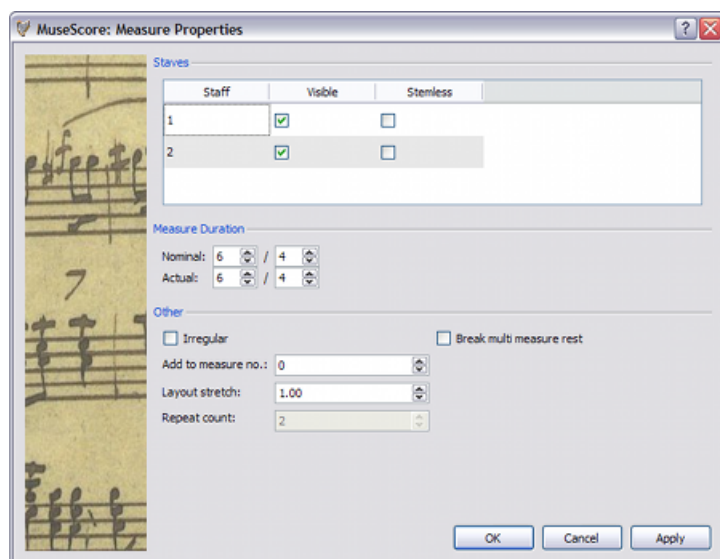 MuseScore: Measure Properties
Staves
Staff Visible Stemless
1
2
Measure Duration
Nominal: 6 / 4
Actual: 6 / 4
Other
Irregular Break multi measure rest
Add to measure no.: 0
Layout stretch: 1.00
Repeat count: 2
OK Cancel Apply